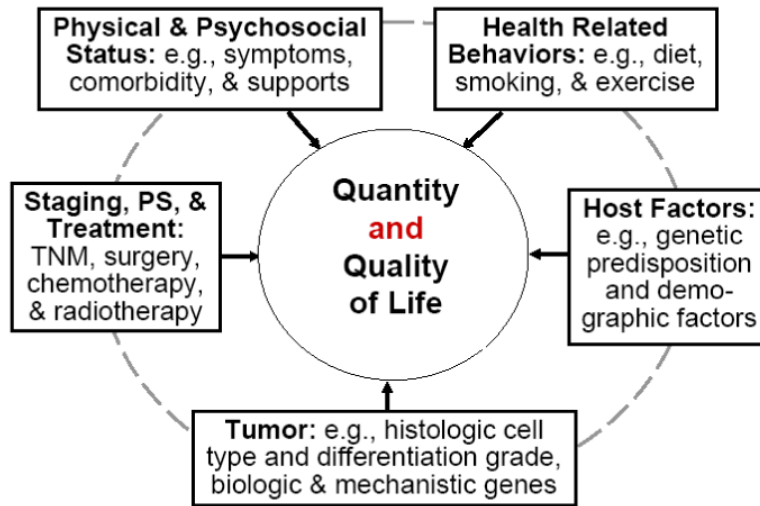 Physical & Psychosocial
Status: e.g., symptoms,
comorbidity, & supports
Health Related
Behaviors: e.g., diet,
smoking, & exercise
Staging, PS, &
Treatment:
TNM, surgery,
chemotherapy,
& radiotherapy
Quantity
and
Quality
of Life
Host Factors:
e.g., genetic
predisposition
and demo-
graphic factors
Tumor: e.g., histologic cell
type and differentiation grade,
biologic & mechanistic genes